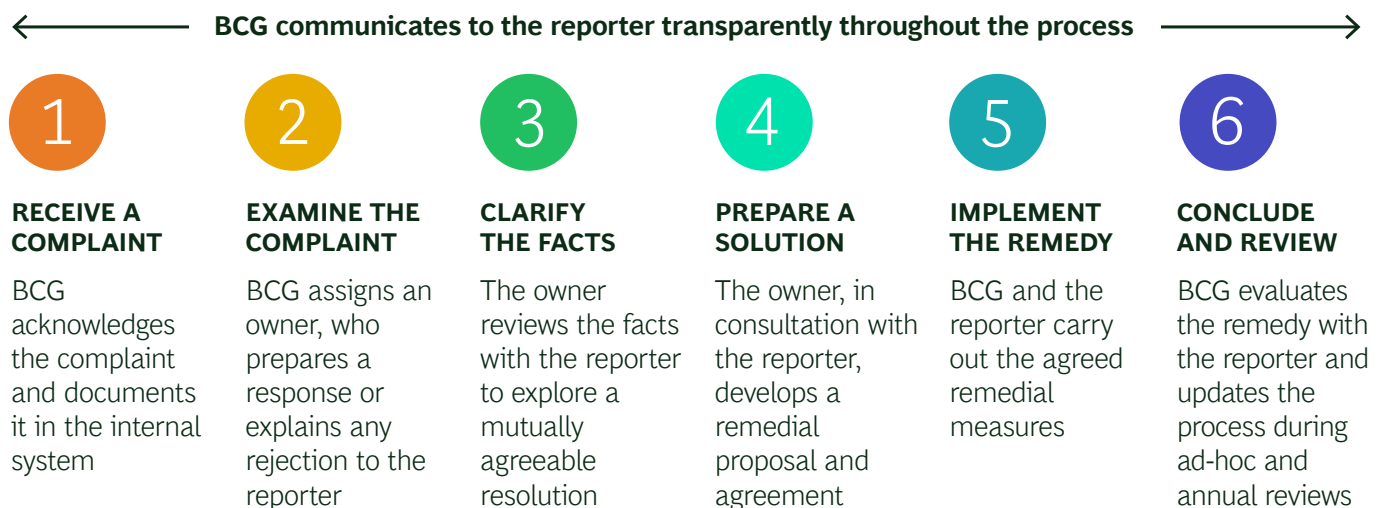 BCG communicates to the reporter transparently throughout the process
1
RECEIVE A
COMPLAINT
BCG
acknowledges
the complaint
and documents
it in the internal
system
2
EXAMINE THE
COMPLAINT
BCG assigns an
owner, who
prepares a
response or
explains any
rejection to the
reporter
3
CLARIFY
THE FACTS
The owner
reviews the facts
with the reporter
to explore a
mutually
agreeable
resolution
4
PREPARE A
SOLUTION
The owner, in
consultation with
the reporter,
develops a
remedial
proposal and
agreement
5
IMPLEMENT
THE REMEDY
BCG and the
reporter carry
out the agreed
remedial
measures
6
CONCLUDE
AND REVIEW
BCG evaluates
the remedy with
the reporter and
updates the
process during
ad-hoc and
annual reviews